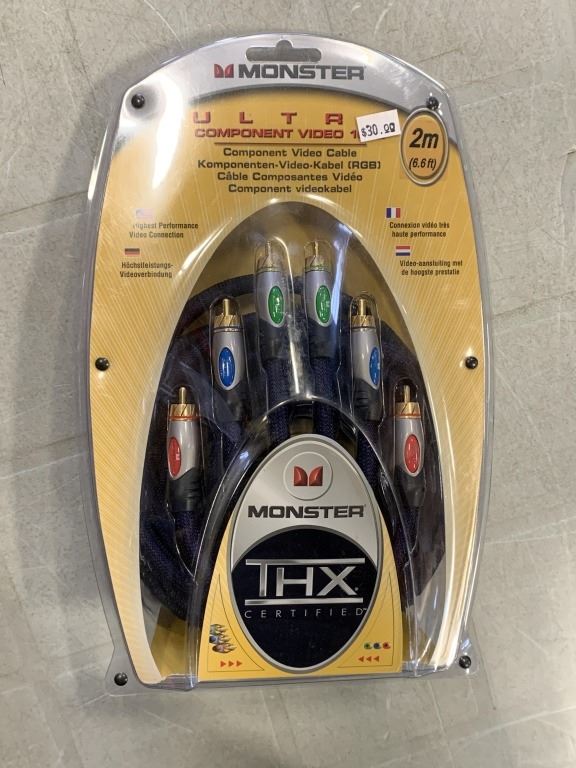 MONSTER
ULTR
COMPONENT VIDEO 1
$30.00
2m
(6.6 ft)
Component Video Cable
Komponenten-Video-Kabel (RGB)
Câble Composantes Vidéo
Component videokabel
Highest Performance
Video Connection
Höchstleistungs-
Videoverbindung
Connexion vidéo très
haute performance
Video-aansluiting met
de hoogste prestatie
MONSTER
THX
CERTIFIED